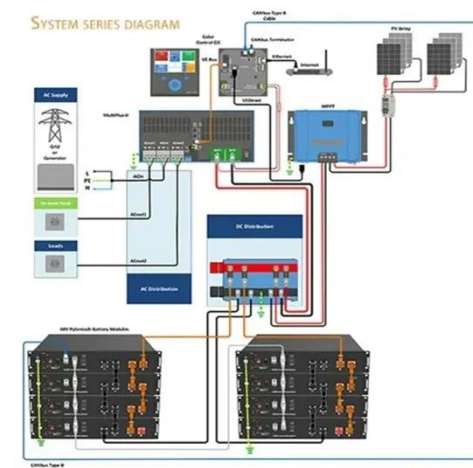 SYSTEM SERIES DIAGRAM
CANbus Type B
Cable
Color
Control GX
CANbus Terminator
PV Array
Ethernet
Internet
VE Bus
VEDirect
AC Supply
MultiPlus-II
MPPT
Grid
or
Generator
L
PE
N
ACin
ACout1
Loads
ACout2
DC Distribution
AC Distribution
48V Pylontech Battery Modules
CANbus Type B